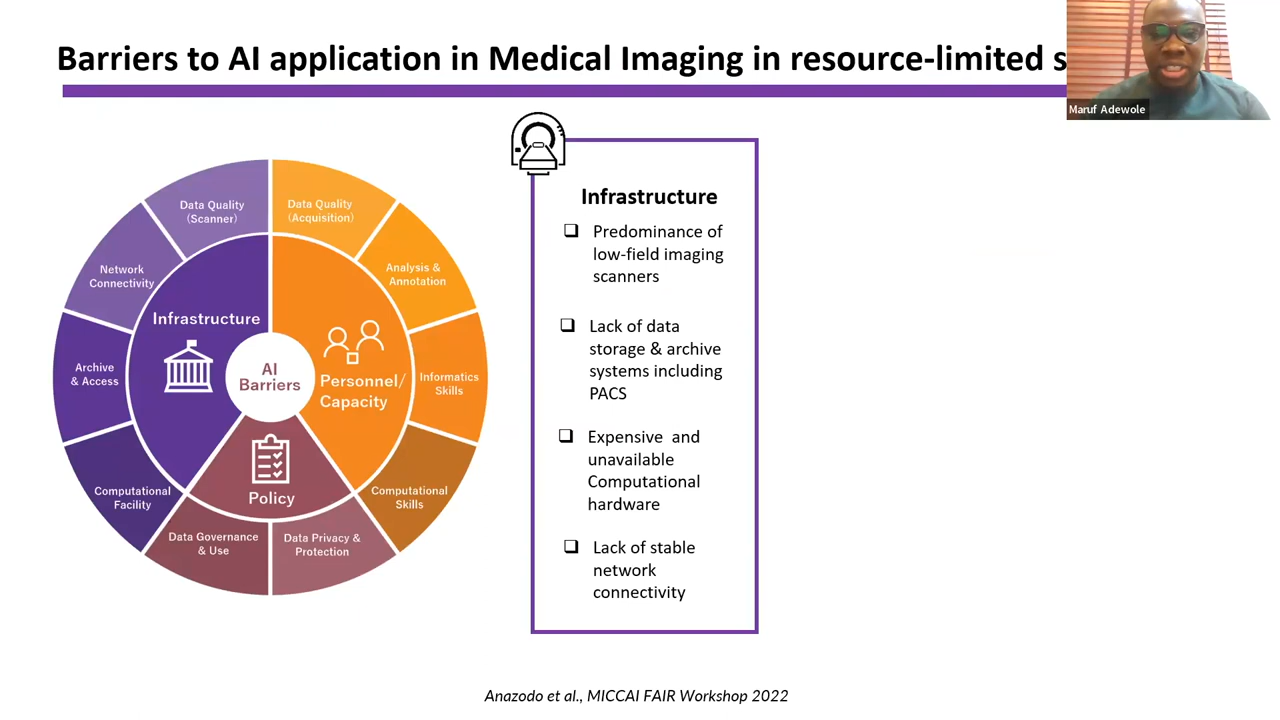 Barriers to AI application in Medical Imaging in resource-limited s
Maruf Adewole
Data Quality
(Scanner)
Data Quality
(Acquisition)
Network
Connectivity
Analysis &
Annotation
Infrastructure
Archive
& Access
AI
Barriers
Personnel/
Capacity
Informatics
Skills
Policy
Computational
Facility
Computational
Skills
Data Governance
& Use
Data Privacy &
Protection
Infrastructure
❑ Predominance of
low-field imaging
scanners
❑ Lack of data
storage & archive
systems including
PACS
❑ Expensive and
unavailable
Computational
hardware
❑ Lack of stable
network
connectivity
Anazodo et al., MICCAI FAIR Workshop 2022